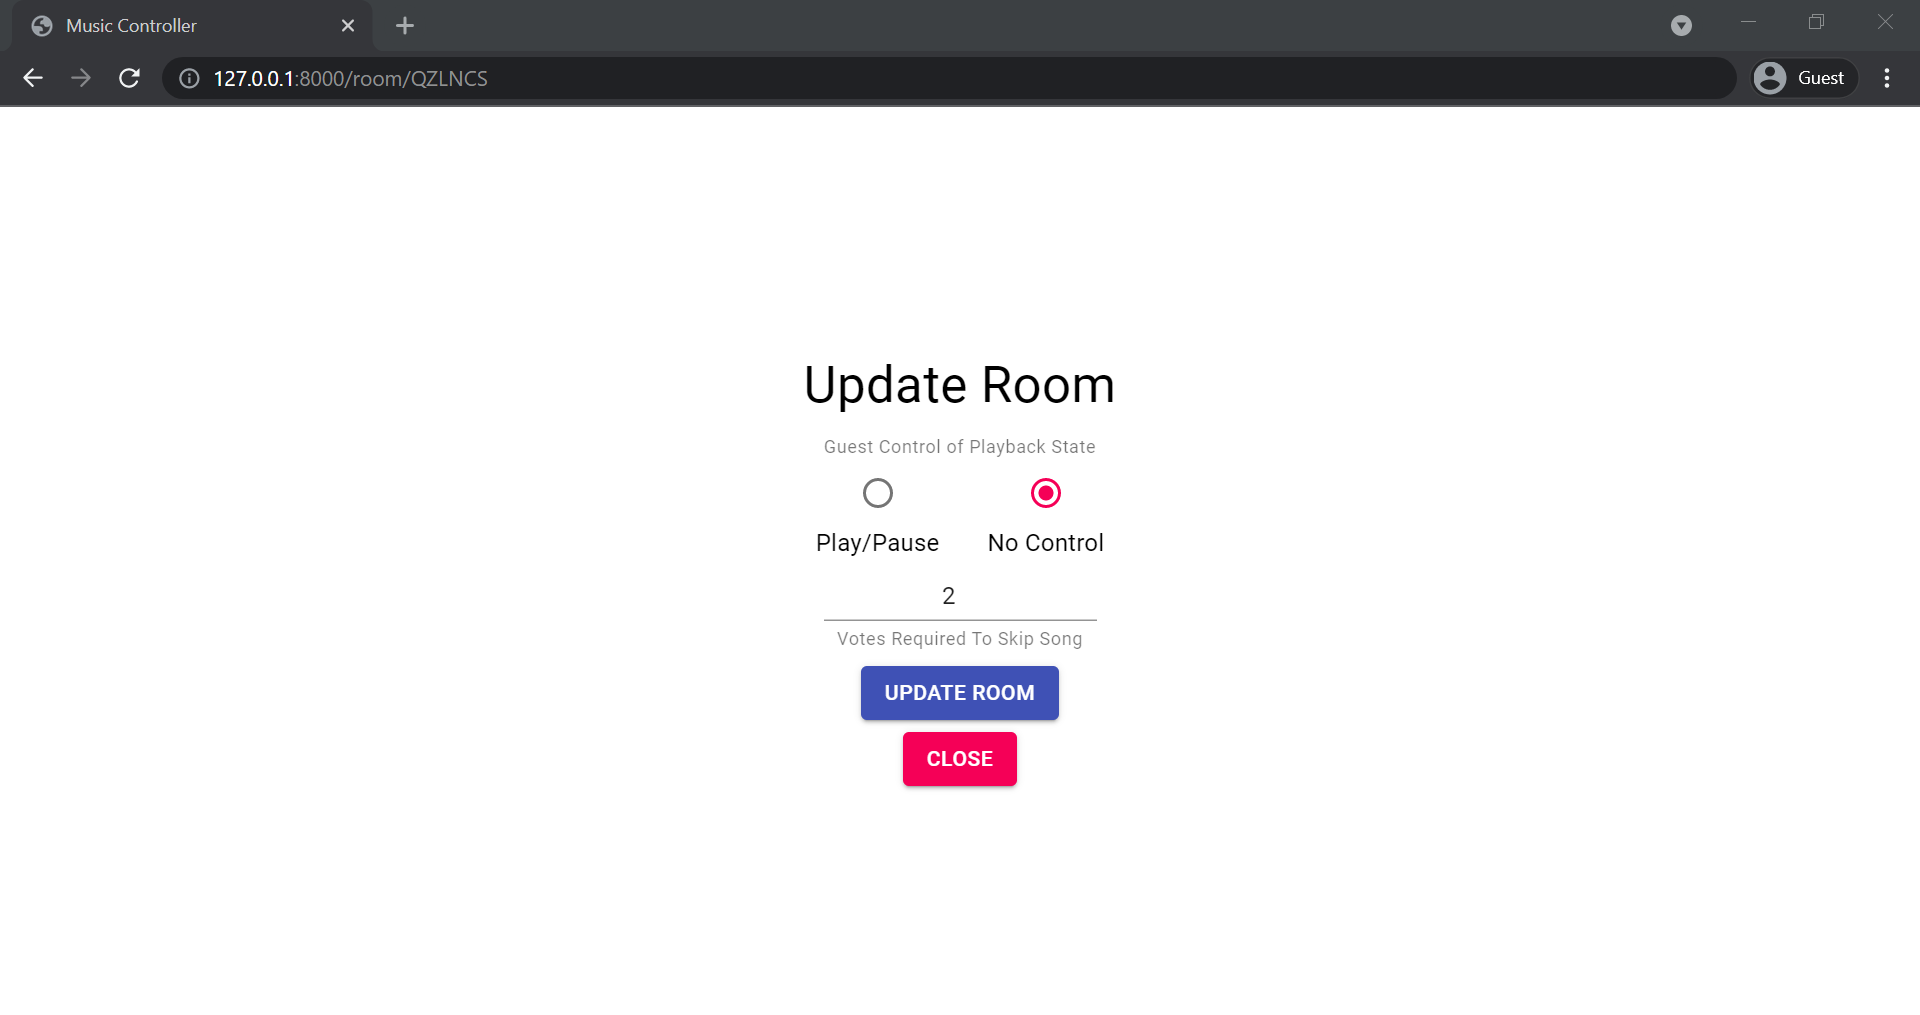 Music Controller
127.0.0.1:8000/room/QZLNCS
Guest
Update Room
Guest Control of Playback State
Play/Pause No Control
2
Votes Required To Skip Song
UPDATE ROOM
CLOSE